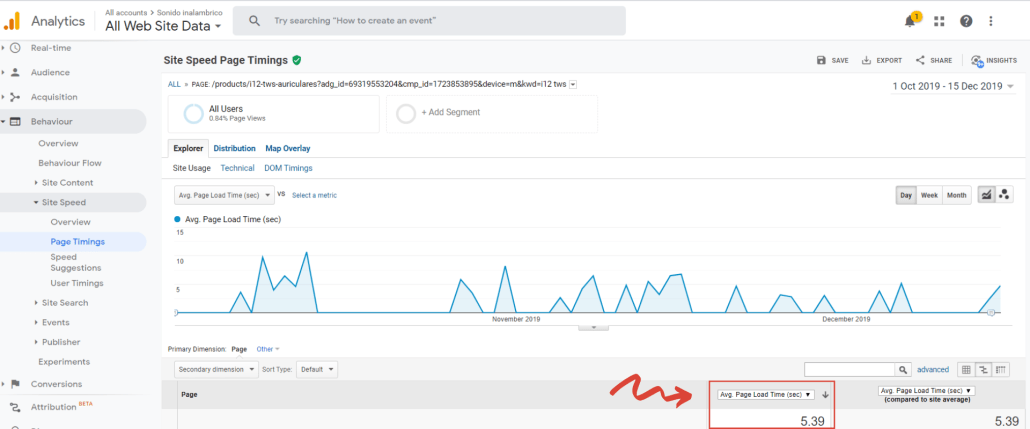 Analytics
All accounts > Sonido inalambrico
All Web Site Data
Try searching "How to create an event"
1
Real-time
Audience
Acquisition
Behaviour
Overview
Behaviour Flow
Site Content
Site Speed
Overview
Page Timings
Speed
Suggestions
User Timings
Site Search
Events
Publisher
Experiments
Conversions
Attribution BETA
Site Speed Page Timings
SAVE
EXPORT
SHARE
INSIGHTS
ALL » PAGE: /products/i12-tws-auriculares?adg_id=69319553204&cmp_id=1723853895&device=m&kwd=i12 tws
1 Oct 2019 - 15 Dec 2019
All Users
0.84% Page Views
+ Add Segment
Explorer Distribution Map Overlay
Site Usage Technical DOM Timings
Avg. Page Load Time (sec) VS Select a metric
Day Week Month
Avg. Page Load Time (sec)
15
10
5
November 2019 December 2019
Primary Dimension: Page Other
Secondary dimension Sort Type: Default
advanced
Page
Avg. Page Load Time (sec)
Avg. Page Load Time (sec)
(compared to site average)
5.39 5.39